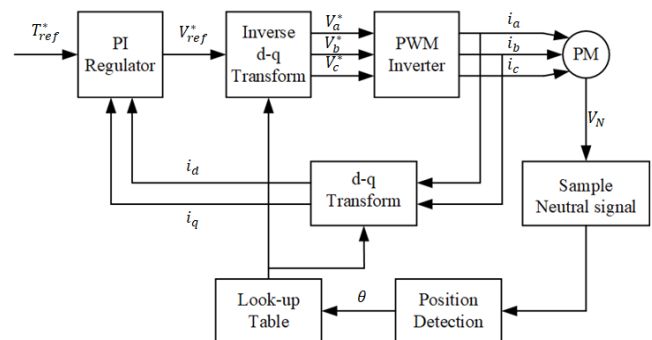 T*ref
PI
Regulator
V*ref
Inverse
d-q
Transform
V*a
V*b
V*c
PWM
Inverter
ia
ib
ic
PM
VN
id
iq
d-q
Transform
Sample
Neutral signal
Look-up
Table
θ
Position
Detection